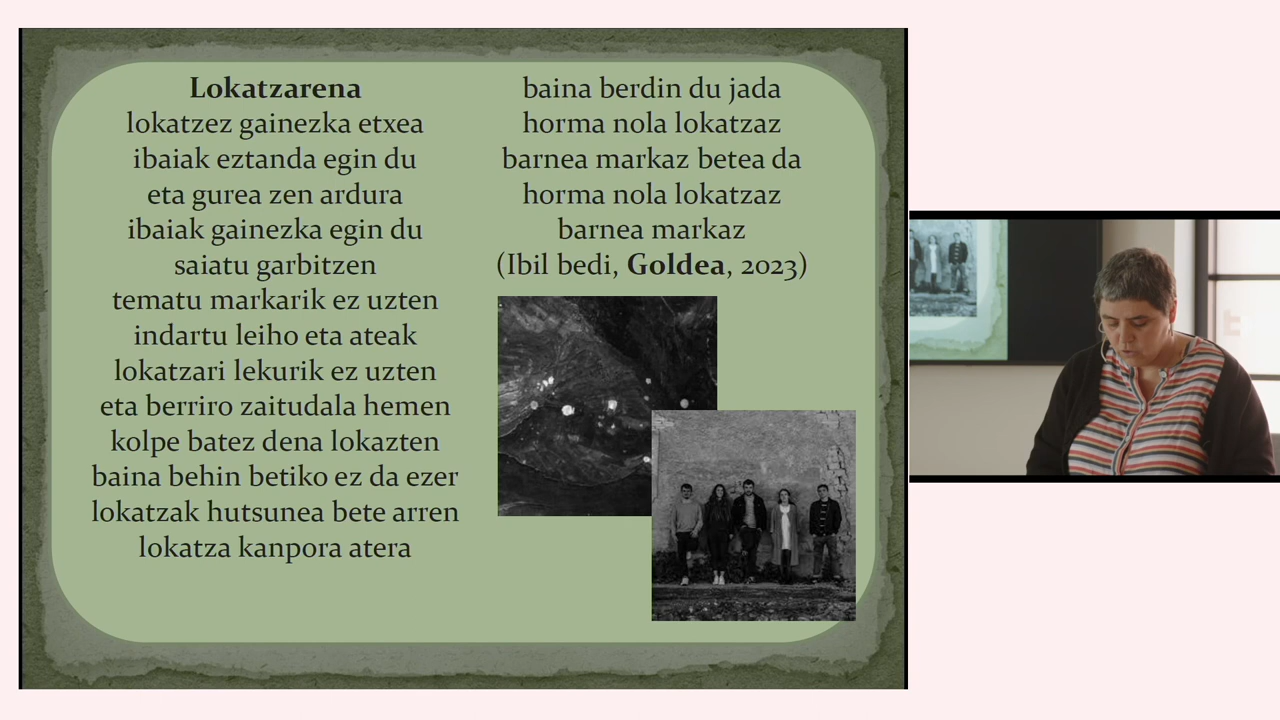 Lokatzarena
lokatzez gainezka etxea
ibaiak eztanda egin du
eta gurea zen ardura
ibaiak gainezka egin du
saiatu garbitzen
tematu markarik ez uzten
indartu leiho eta ateak
lokatzari lekurik ez uzten
eta berriro zaitudala hemen
kolpe batez dena lokazten
baina behin betiko ez da ezer
lokatzak hutsunea bete arren
lokatza kanpora atera
baina berdin du jada
horma nola lokatzaz
barnea markaz betea da
horma nola lokatzaz
barnea markaz
(Ibil bedi, Goldea, 2023)